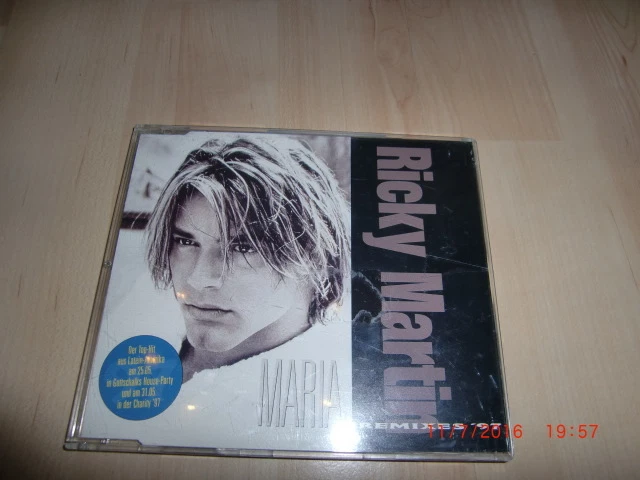 Ricky Martin
MARIA
REMIXES '97
Der Top-Hit
aus Latein-Amerika
am 25.05.
in Gottschalks House-Party
und am 31.05.
in der Charity '97
11/7/2016 19:57